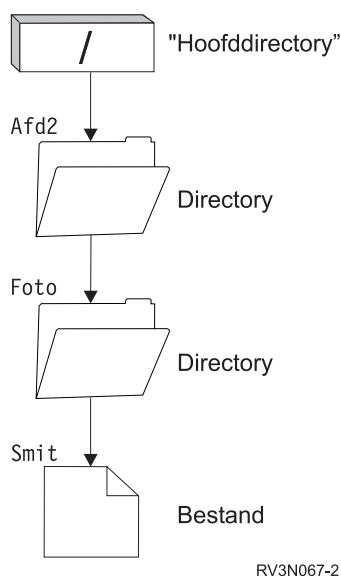 / "Hoofddirectory”
Afd2
Directory
Foto
Directory
Smit
Bestand
RV3N067-2